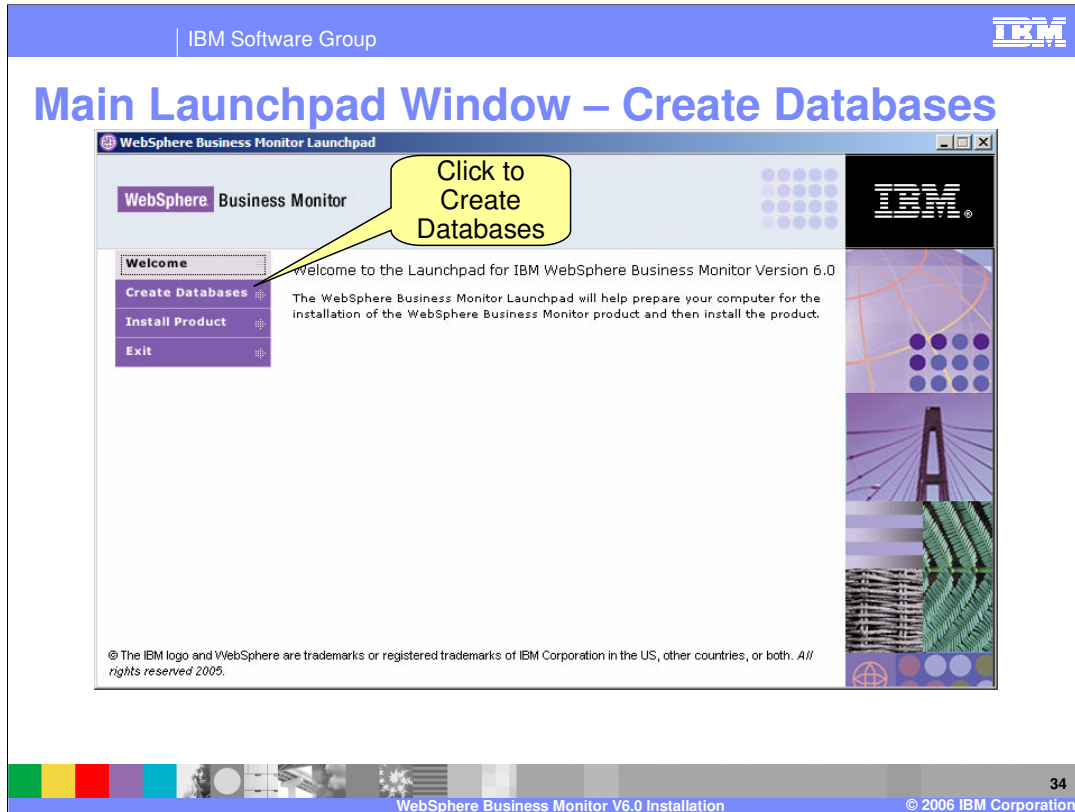 IBM Software Group
IBM
Main Launchpad Window – Create Databases
WebSphere Business Monitor Launchpad
Click to
Create
Databases
WebSphere Business Monitor
IBM®
Welcome
Create Databases
Install Product
Exit
Welcome to the Launchpad for IBM WebSphere Business Monitor Version 6.0
The WebSphere Business Monitor Launchpad will help prepare your computer for the
installation of the WebSphere Business Monitor product and then install the product.
© The IBM logo and WebSphere are trademarks or registered trademarks of IBM Corporation in the US, other countries, or both. All
rights reserved 2005.
34
WebSphere Business Monitor V6.0 Installation
© 2006 IBM Corporation